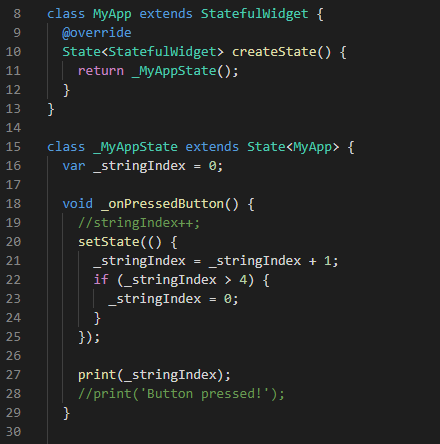 8 class MyApp extends StatefulWidget {
9 @override
10 State<StatefulWidget> createState() {
11 return _MyAppState();
12 }
13 }
14
15 class _MyAppState extends State<MyApp> {
16 var _stringIndex = 0;
17
18 void _onPressedButton() {
19 //stringIndex++;
20 setState(() {
21 _stringIndex = _stringIndex + 1;
22 if (_stringIndex > 4) {
23 _stringIndex = 0;
24 }
25 });
26
27 print(_stringIndex);
28 //print('Button pressed!');
29 }
30